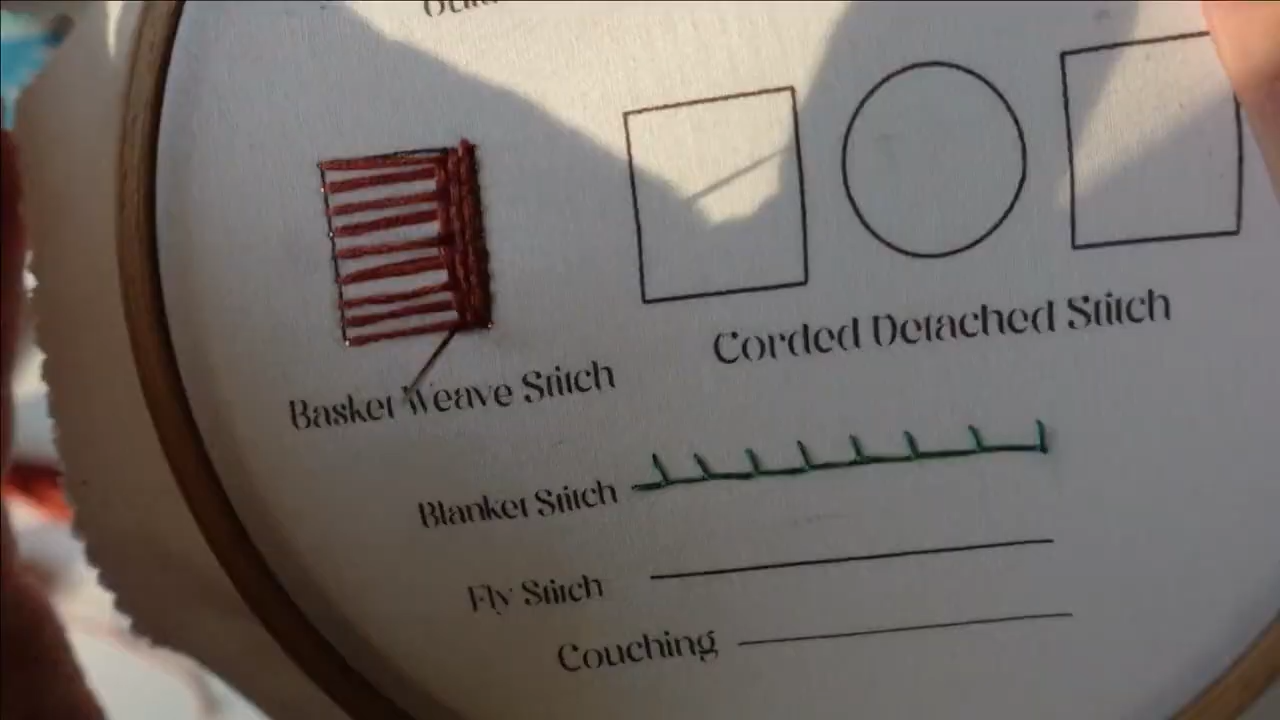 Corded Detached Stitch
Basket Weave Stitch
Blanket Stitch
Fly Stitch
Couching